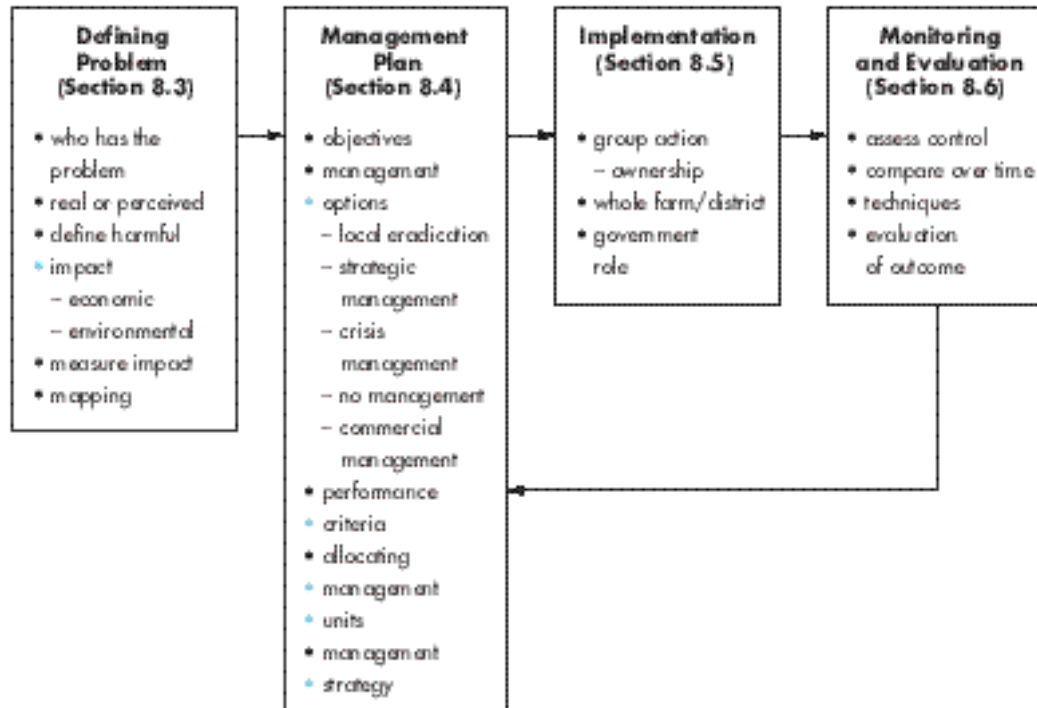 Defining
Problem
(Section 8.3)
• who has the
problem
• real or perceived
• define harmful
• impact
– economic
– environmental
• measure impact
• mapping
Management
Plan
(Section 8.4)
• objectives
• management
• options
– local eradication
– strategic
management
– crisis
management
– no management
– commercial
management
• performance
• criteria
• allocating
• management
• units
• management
• strategy
Implementation
(Section 8.5)
• group action
– ownership
• whole farm/district
• government
role
Monitoring
and Evaluation
(Section 8.6)
• assess control
• compare over time
• techniques
• evaluation
of outcome